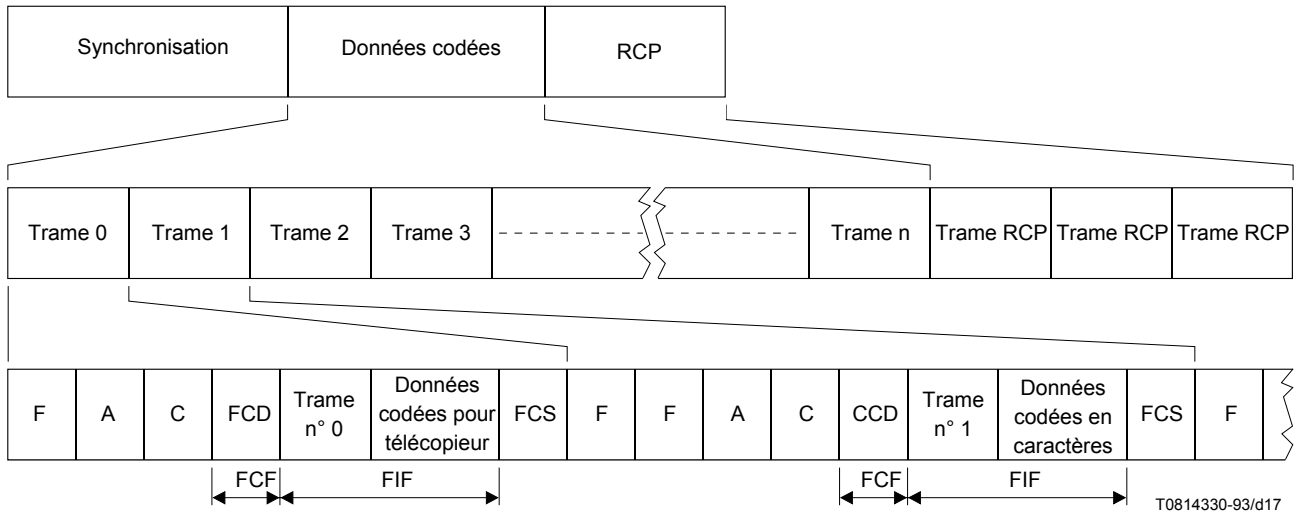 Synchronisation Données codées RCP
Trame 0 Trame 1 Trame 2 Trame 3 Trame n Trame RCP Trame RCP Trame RCP
F A C FCD Trame n° 0 Données codées pour télécopieur FCS F F A C CCD Trame n° 1 Données codées en caractères FCS F
FCF FIF FCF FIF
T0814330-93/d17